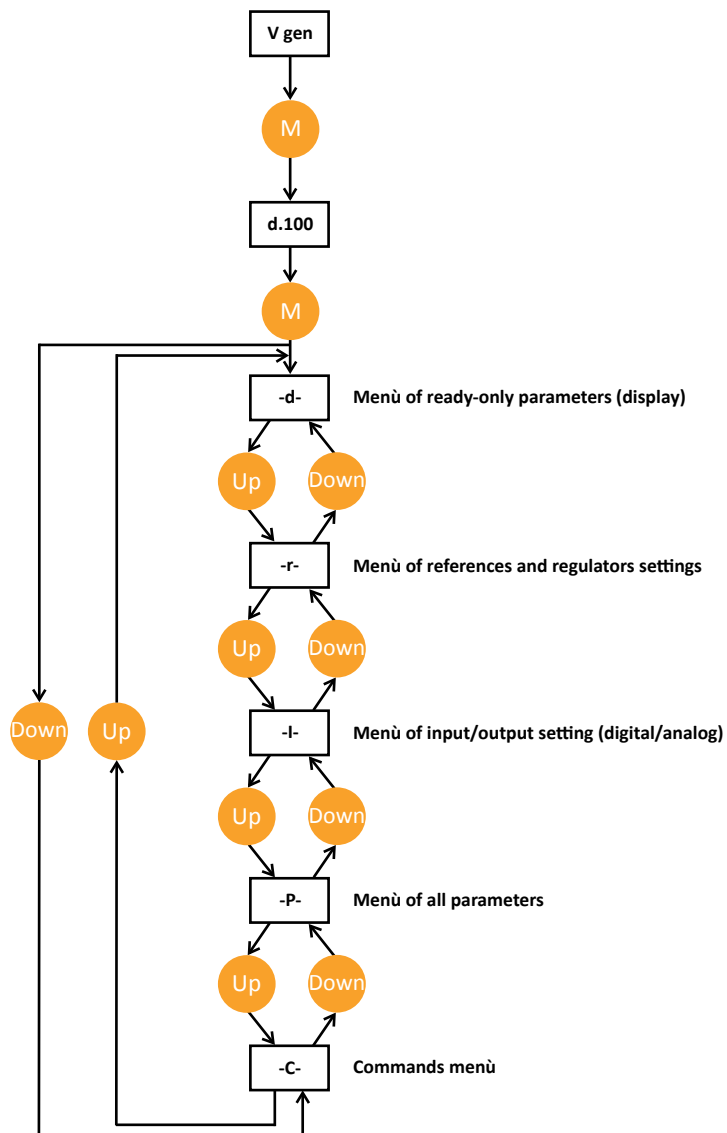 V gen
M
d.100
M
-d-
Menù of ready-only parameters (display)
Up
Down
-r-
Menù of references and regulators settings
Up
Down
-I-
Menù of input/output setting (digital/analog)
Down
Up
Up
Down
-P-
Menù of all parameters
Up
Down
-C-
Commands menù